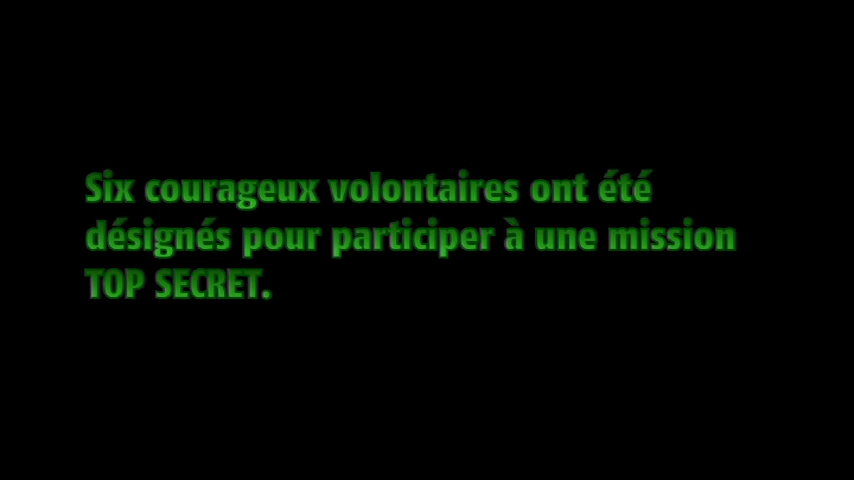 Six courageux volontaires ont été
désignés pour participer à une mission
TOP SECRET.